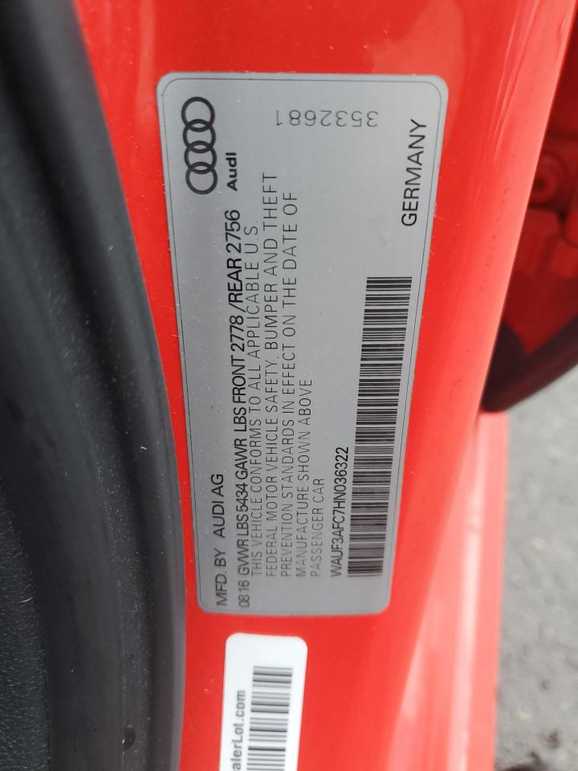 MFD. BY AUDI AG
Audi
0816 GVWR LBS 5434 GAWR LBS FRONT 2778 / REAR 2756
THIS VEHICLE CONFORMS TO ALL APPLICABLE U S
FEDERAL MOTOR VEHICLE SAFETY, BUMPER AND THEFT
PREVENTION STANDARDS IN EFFECT ON THE DATE OF
MANUFACTURE SHOWN ABOVE
PASSENGER CAR
WAUF3AFC7HN036322
3532681
GERMANY
alerLot.com